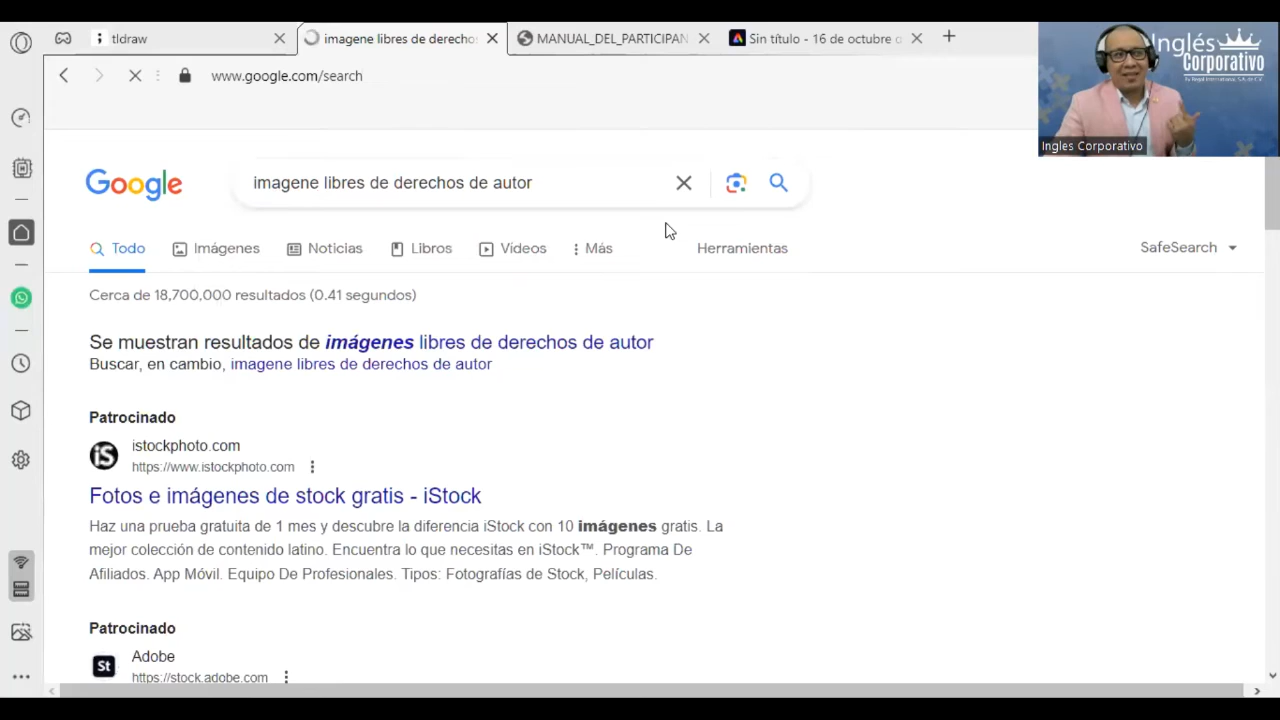 tldraw
imagene libres de derecho:
MANUAL_DEL_PARTICIPAN
Sin título - 16 de octubre
www.google.com/search
Inglés
Corporativo
Ingles Corporativo
Google
imagene libres de derechos de autor
Todo
Imágenes
Noticias
Libros
Vídeos
Más
Herramientas
SafeSearch
Cerca de 18,700,000 resultados (0.41 segundos)
Se muestran resultados de imágenes libres de derechos de autor
Buscar, en cambio, imagene libres de derechos de autor
Patrocinado
iS
istockphoto.com
https://www.istockphoto.com
Fotos e imágenes de stock gratis - iStock
Haz una prueba gratuita de 1 mes y descubre la diferencia iStock con 10 imágenes gratis. La
mejor colección de contenido latino. Encuentra lo que necesitas en iStock™. Programa De
Afiliados. App Móvil. Equipo De Profesionales. Tipos: Fotografías de Stock, Películas.
Patrocinado
St
Adobe
https://stock.adobe.com